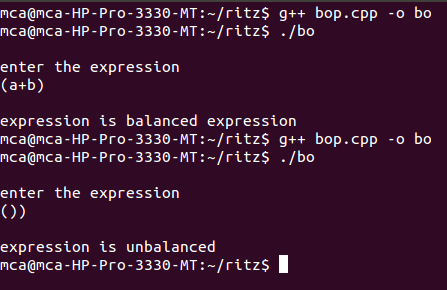 mca@mca-HP-Pro-3330-MT:~/ritz$ g++ bop.cpp -o bo
mca@mca-HP-Pro-3330-MT:~/ritz$ ./bo
enter the expression
(a+b)
expression is balanced expression
mca@mca-HP-Pro-3330-MT:~/ritz$ g++ bop.cpp -o bo
mca@mca-HP-Pro-3330-MT:~/ritz$ ./bo
enter the expression
())
expression is unbalanced
mca@mca-HP-Pro-3330-MT:~/ritz$